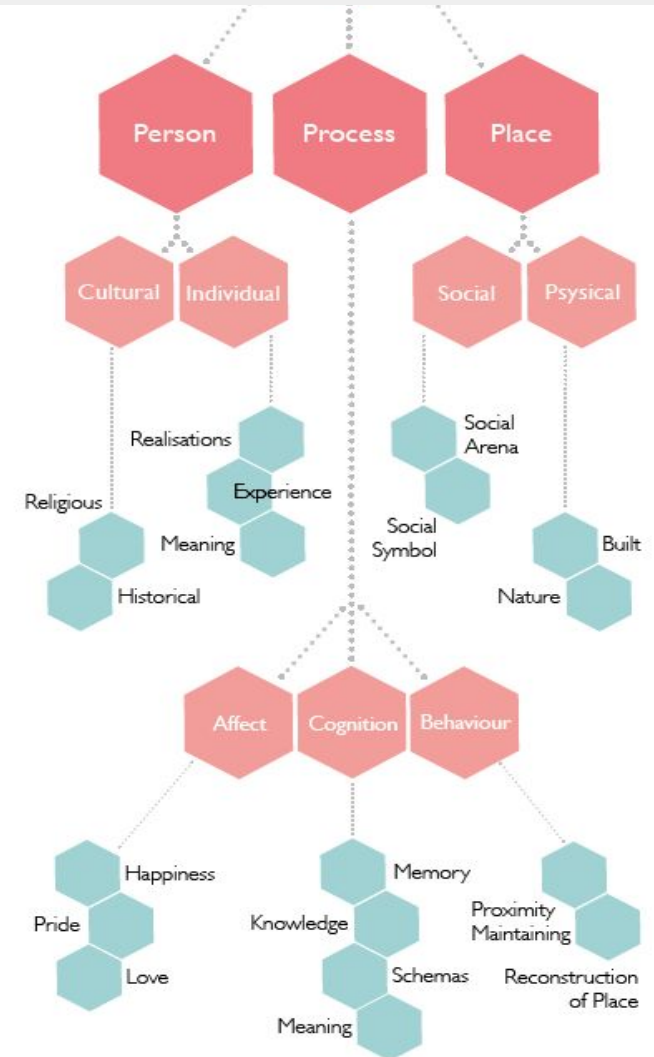 Person
Process
Place
Cultural
Individual
Social
Psysical
Realisations
Experience
Meaning
Religious
Historical
Social
Arena
Social
Symbol
Built
Nature
Affect
Cognition
Behaviour
Happiness
Pride
Love
Memory
Knowledge
Schemas
Meaning
Proximity
Maintaining
Reconstruction
of Place